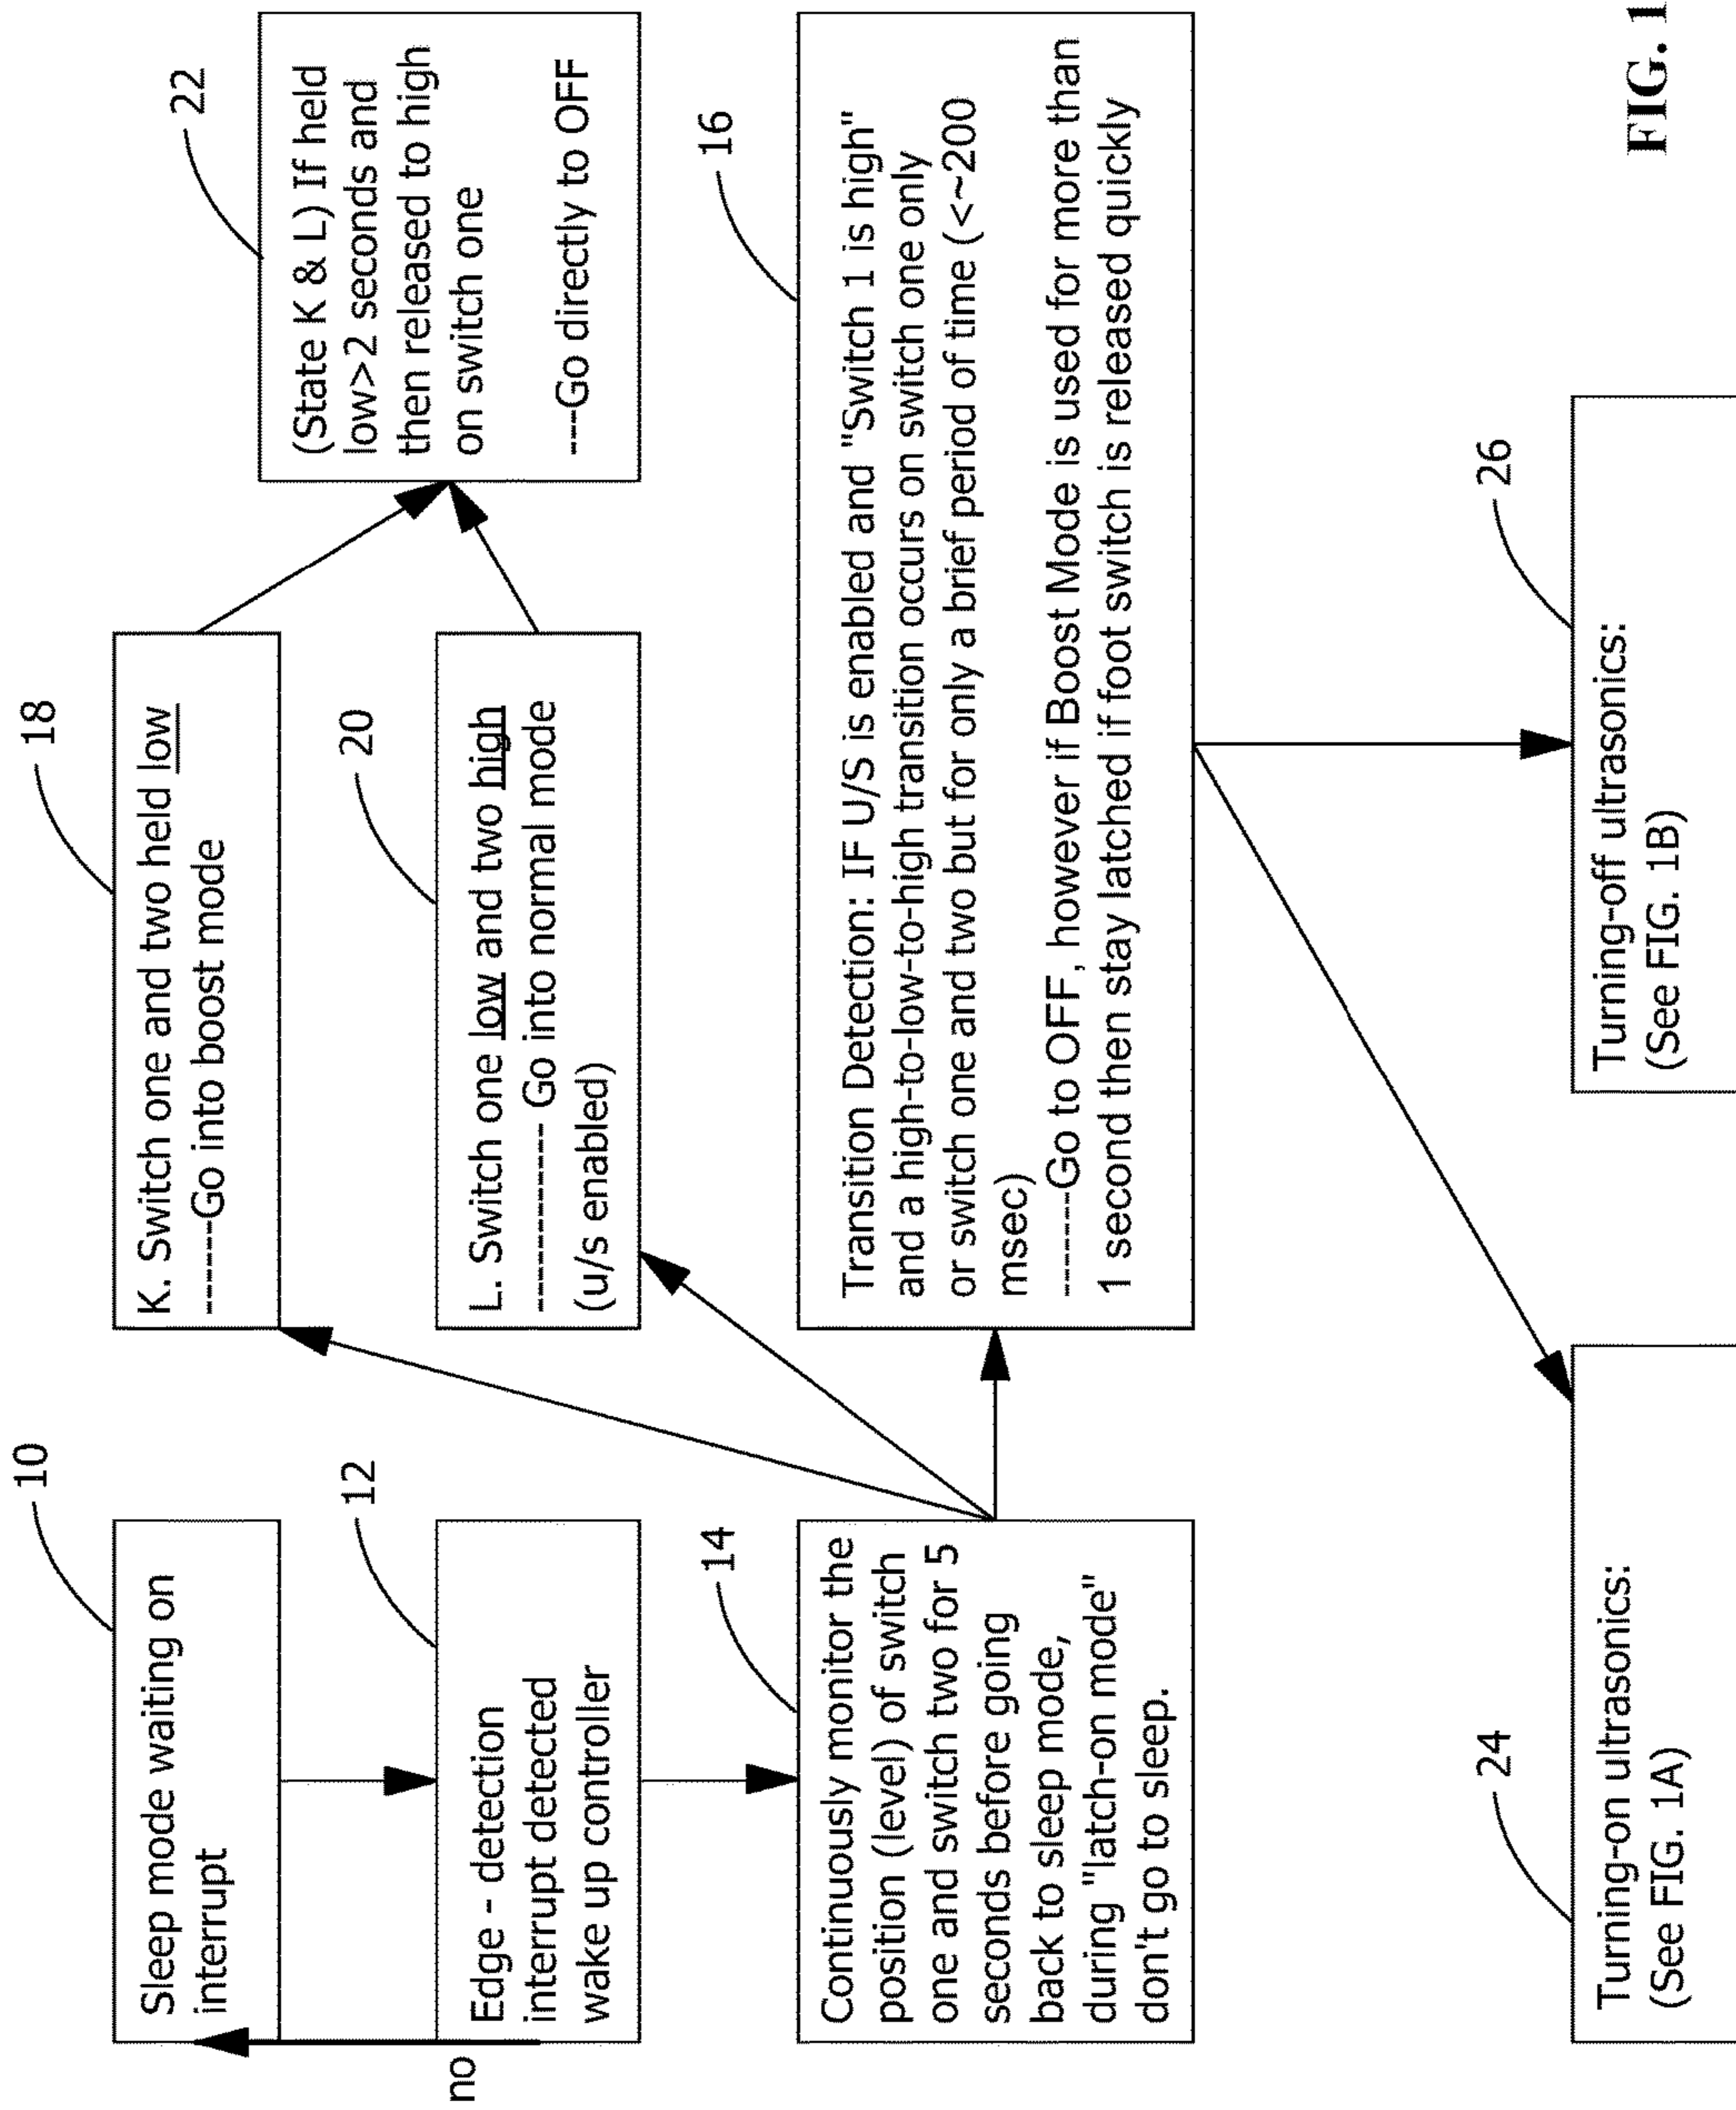 10
Sleep mode waiting on
interrupt
no
12
Edge - detection
interrupt detected
wake up controller
14
Continuously monitor the
position (level) of switch
one and switch two for 5
seconds before going
back to sleep mode,
during "latch-on mode"
don't go to sleep.
18
K. Switch one and two held low
------Go into boost mode
20
L. Switch one low and two high
-------------- Go into normal mode
(u/s enabled)
22
(State K & L) If held
low>2 seconds and
then released to high
on switch one
---Go directly to OFF
16
Transition Detection: IF U/S is enabled and "Switch 1 is high"
and a high-to-low-to-high transition occurs on switch one only
or switch one and two but for only a brief period of time (<~200
msec)
--------Go to OFF, however if Boost Mode is used for more than
1 second then stay latched if foot switch is released quickly
24
Turning-on ultrasonics:
(See FIG. 1A)
26
Turning-off ultrasonics:
(See FIG. 1B)
FIG. 1